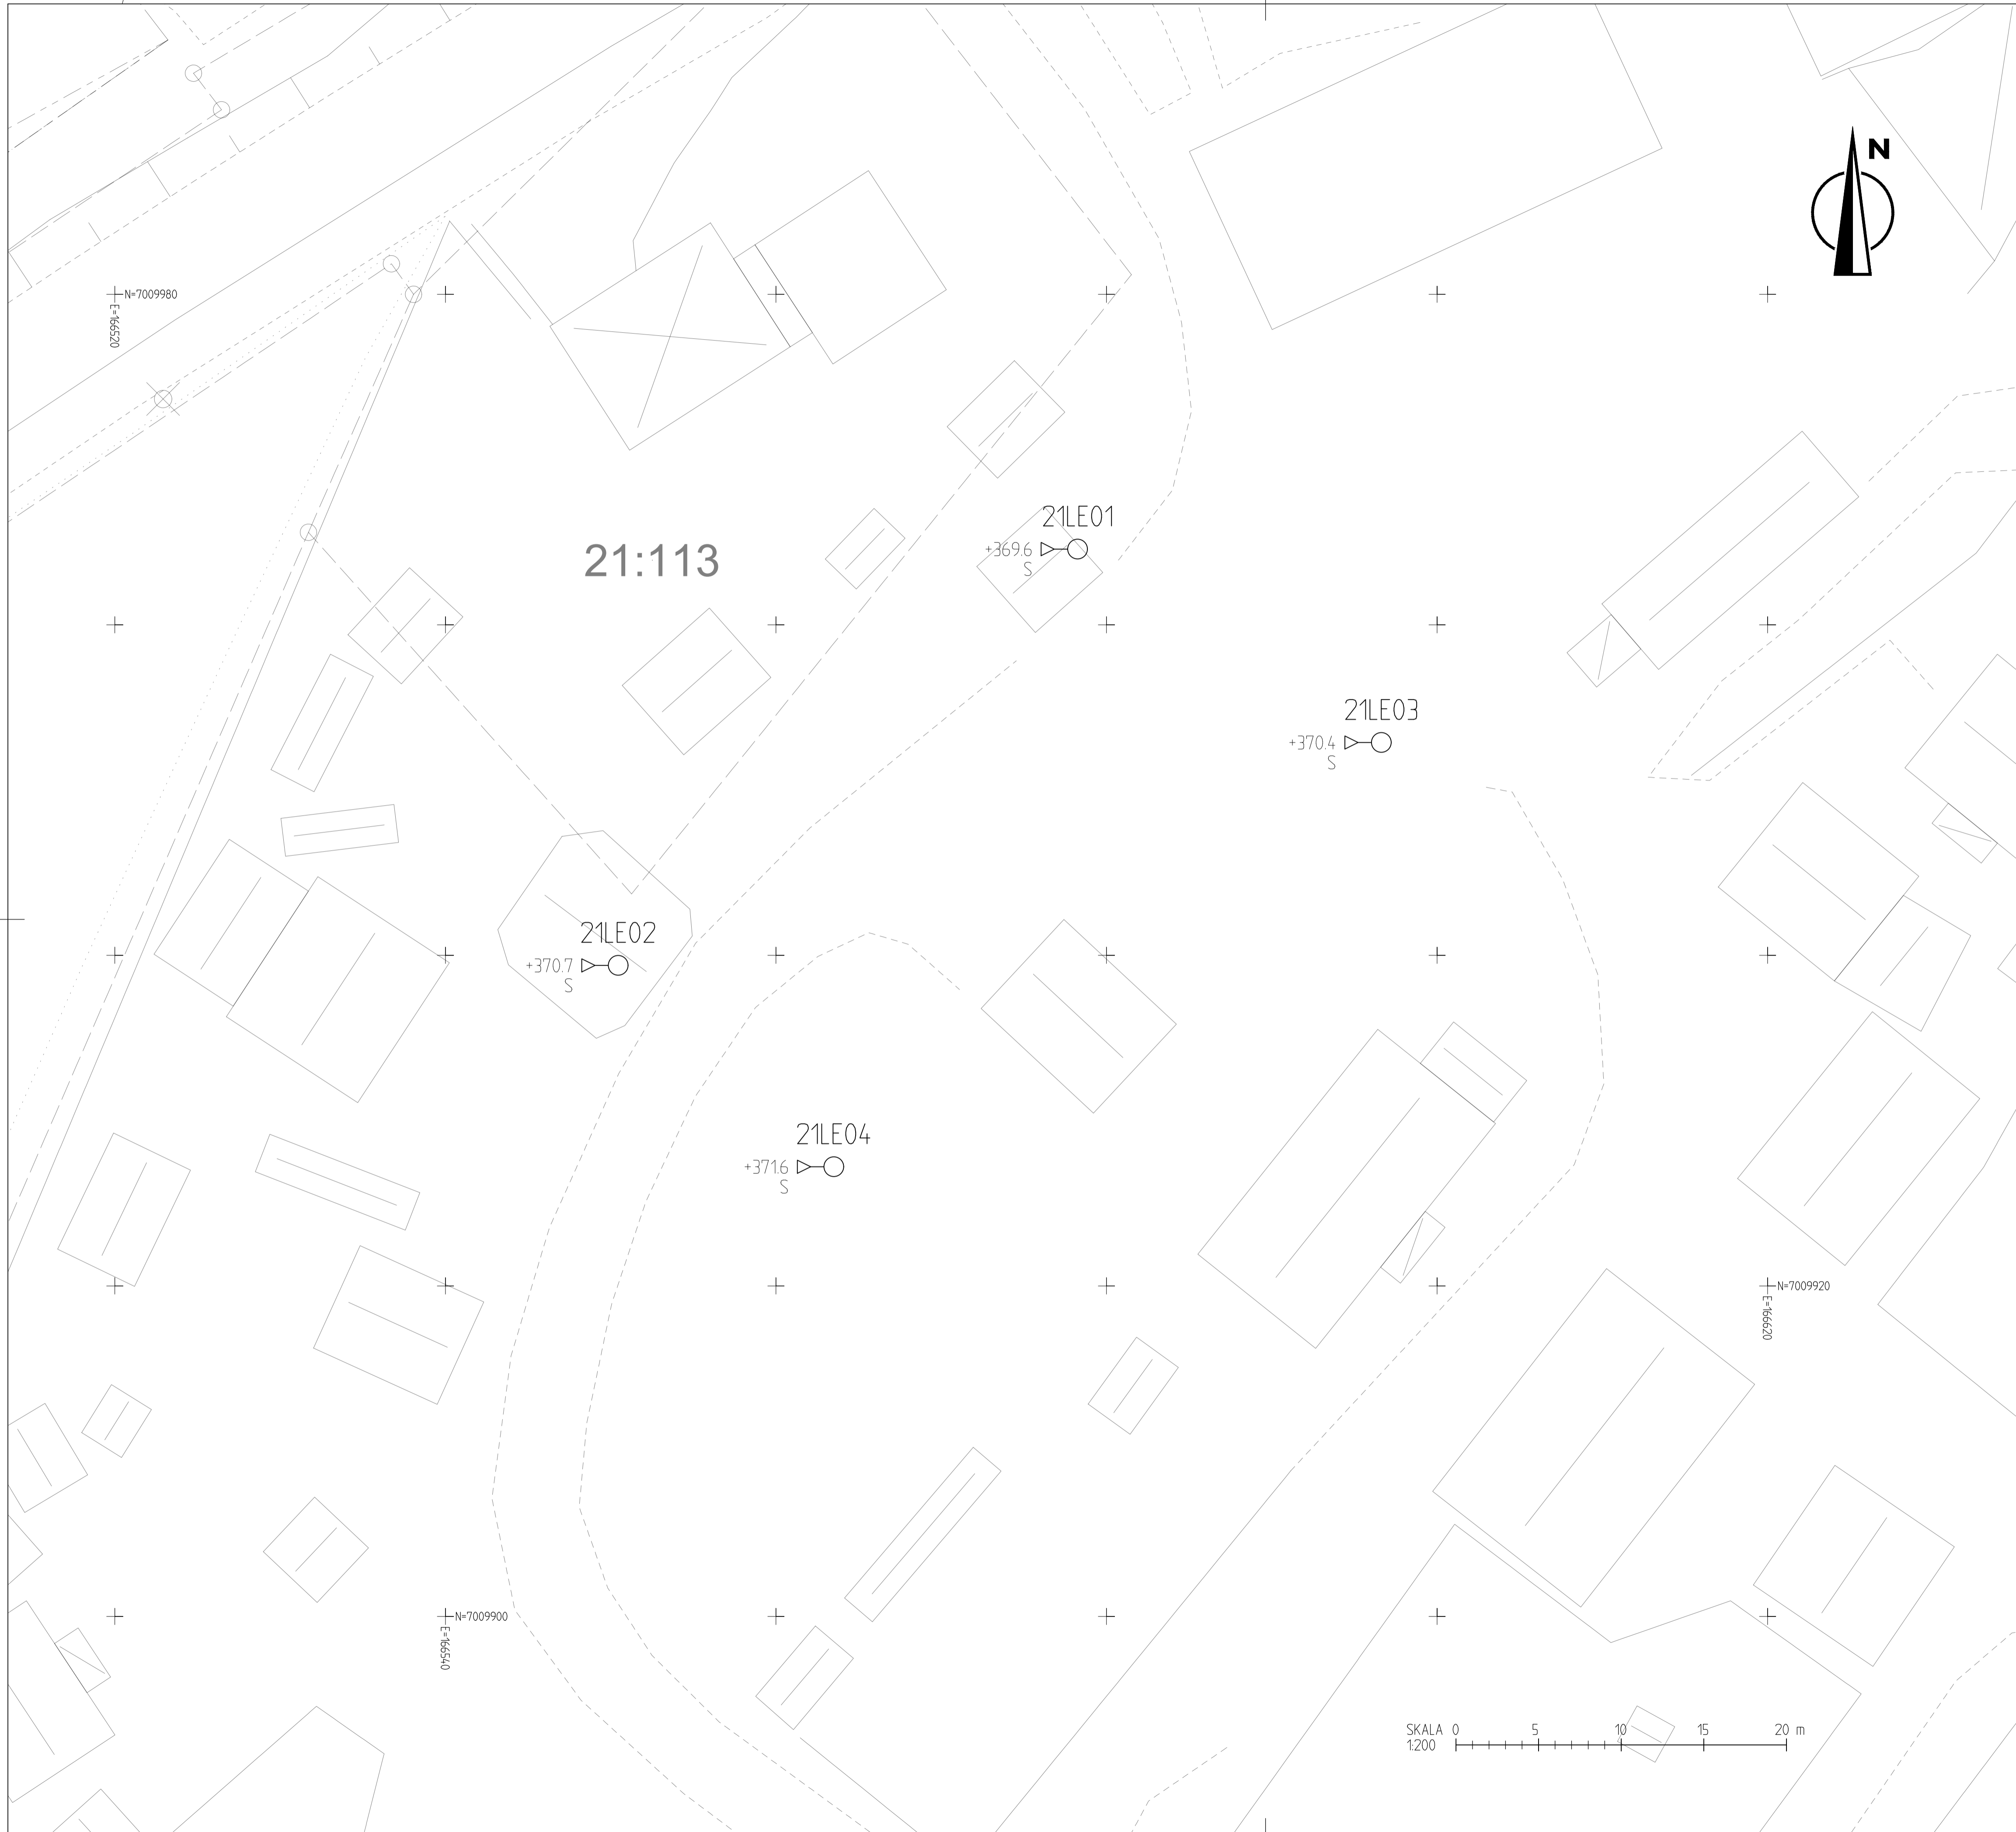 N
N=7009980
E=166520
21LE01
21:113
+369.6
S
21LE03
+370.4
S
21LE02
+370.7
S
21LE04
+371.6
S
N=7009920
E=166620
N=7009900
E=166540
SKALA 0 5 10 15 20 m
1:200